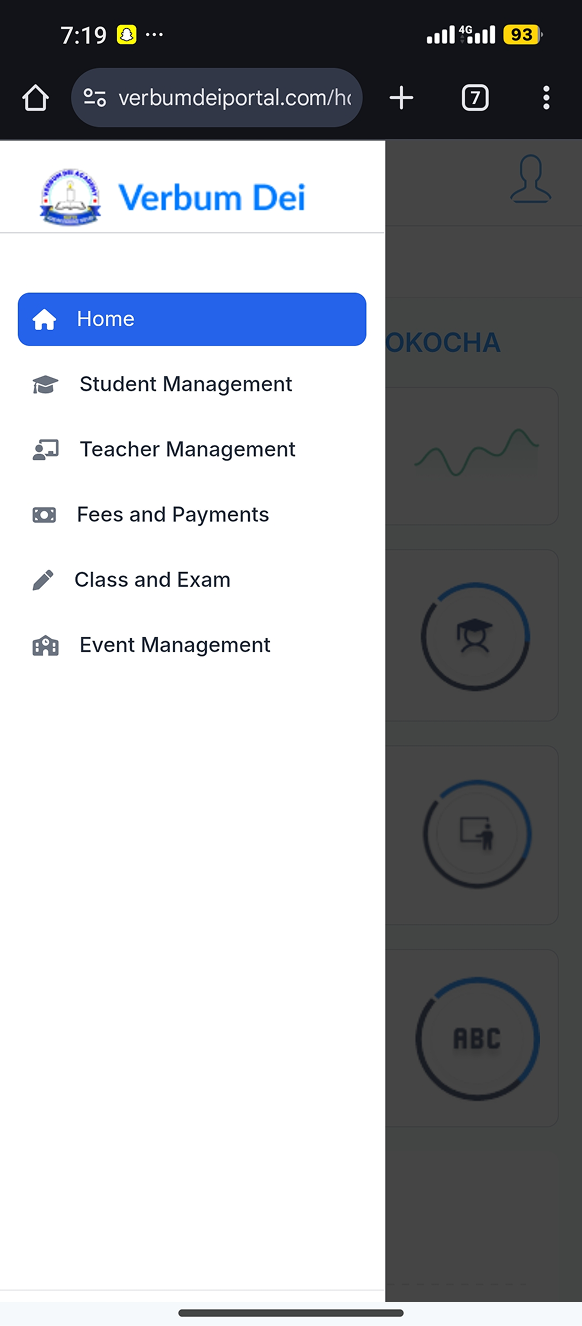 7:19
4G
93
verbumdeiportal.com/ho
7
VERBUM DEI ACADEMY
Verbum Dei
Home
OKOCHA
Student Management
Teacher Management
Fees and Payments
Class and Exam
Event Management
ABC